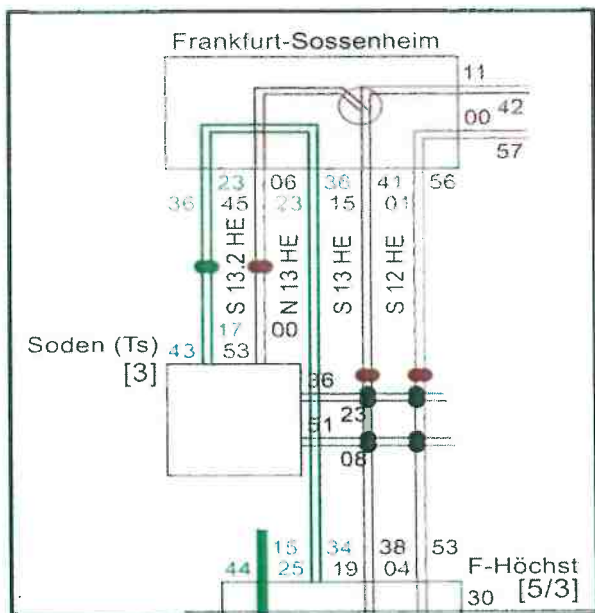 Frankfurt-Sossenheim
11
00 42
57
23 06 36 41 56
36 45 23 15 01
S 13.2 HE
N 13 HE
S 13 HE
S 12 HE
17 00
Soden (Ts) 43 53
[3]
36
23
51
08
15 34 38 53
44 25 19 04 F-Höchst
30 [5/3]